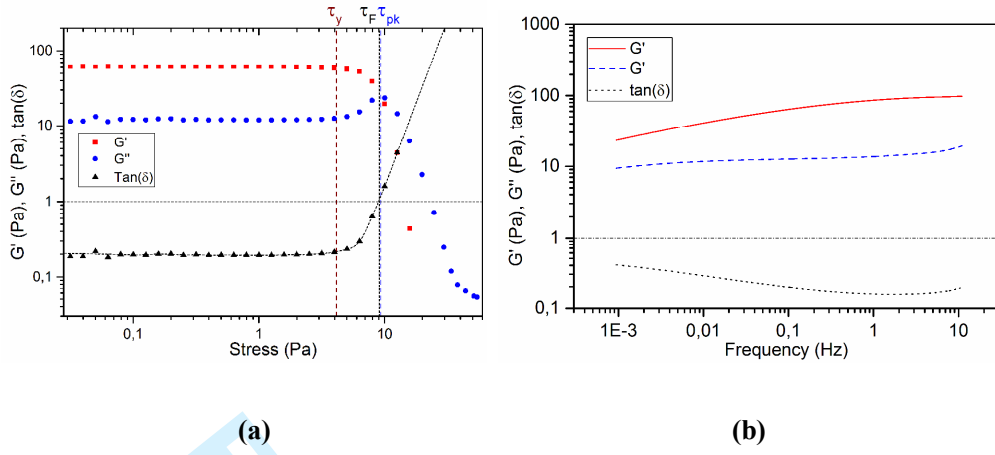 τy τF τpk
G' (Pa), G'' (Pa), tan(δ)
100
10
1
0,1
G'
G''
Tan(δ)
0,1 1 10
Stress (Pa)
(a)
G' (Pa), G'' (Pa), tan(δ)
1000
100
10
1
0,1
G'
G'
tan(δ)
1E-3 0,01 0,1 1 10
Frequency (Hz)
(b)